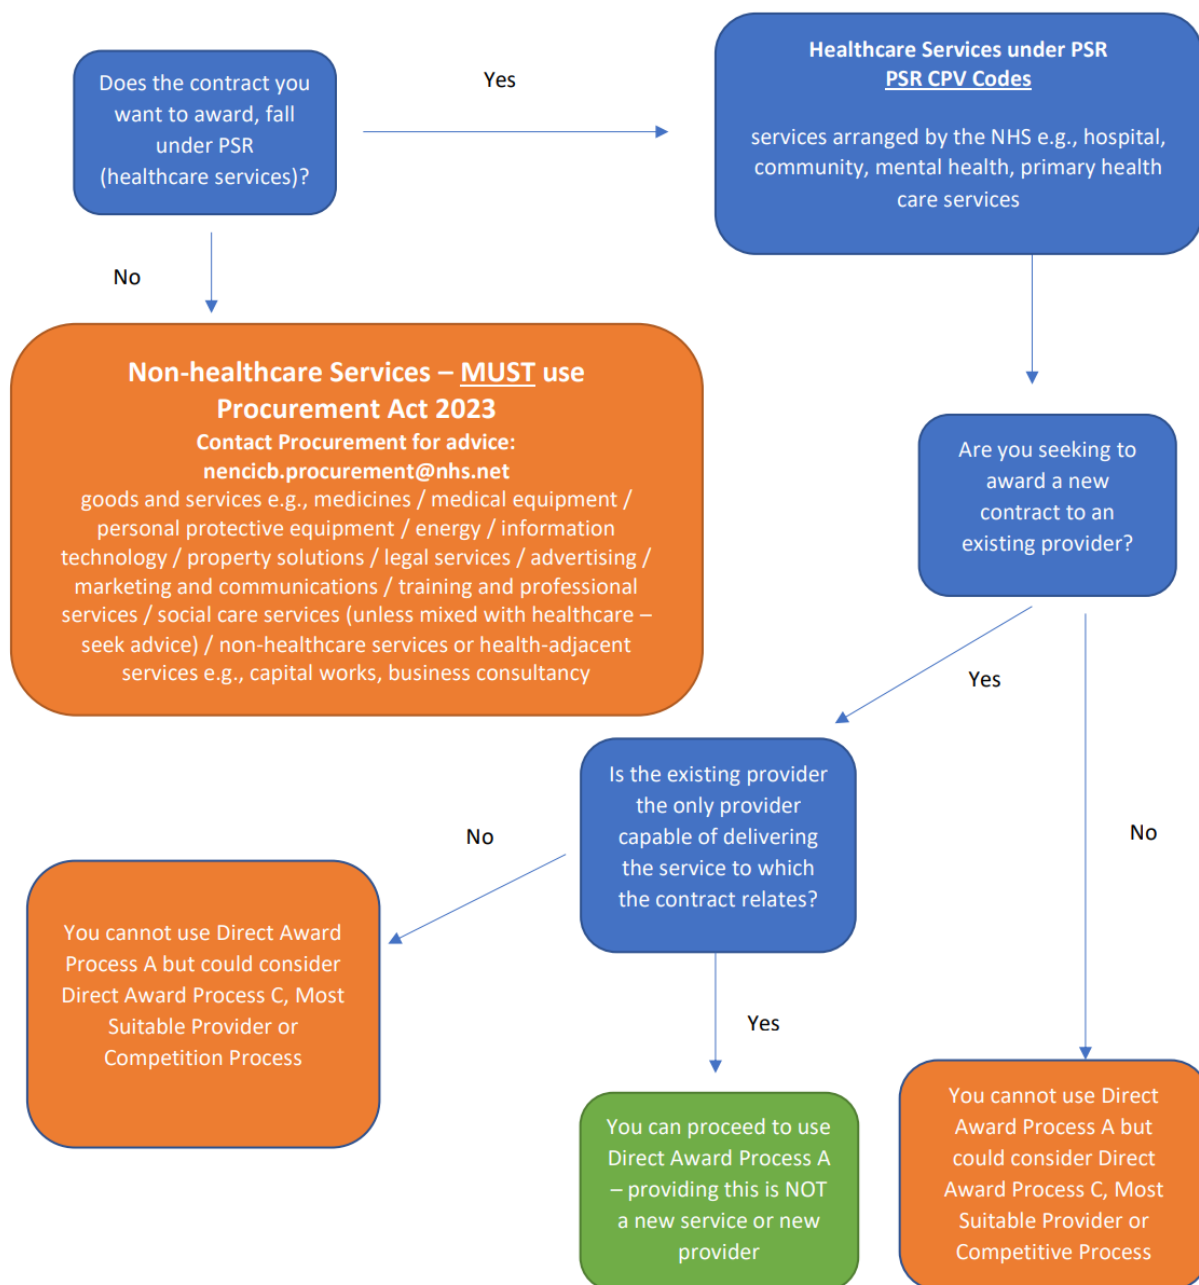 Does the contract you
want to award, fall
under PSR
(healthcare services)?
Yes
Healthcare Services under PSR
PSR CPV Codes
services arranged by the NHS e.g., hospital,
community, mental health, primary health
care services
No
Non-healthcare Services – MUST use
Procurement Act 2023
Contact Procurement for advice:
nencicb.procurement@nhs.net
goods and services e.g., medicines / medical equipment /
personal protective equipment / energy / information
technology / property solutions / legal services / advertising /
marketing and communications / training and professional
services / social care services (unless mixed with healthcare –
seek advice) / non-healthcare services or health-adjacent
services e.g., capital works, business consultancy
Are you seeking to
award a new
contract to an
existing provider?
Yes
No
Is the existing provider
the only provider
capable of delivering
the service to which
the contract relates?
No
You cannot use Direct Award
Process A but could consider
Direct Award Process C, Most
Suitable Provider or
Competition Process
Yes
You can proceed to use
Direct Award Process A
– providing this is NOT
a new service or new
provider
You cannot use Direct
Award Process A but
could consider Direct
Award Process C, Most
Suitable Provider or
Competitive Process